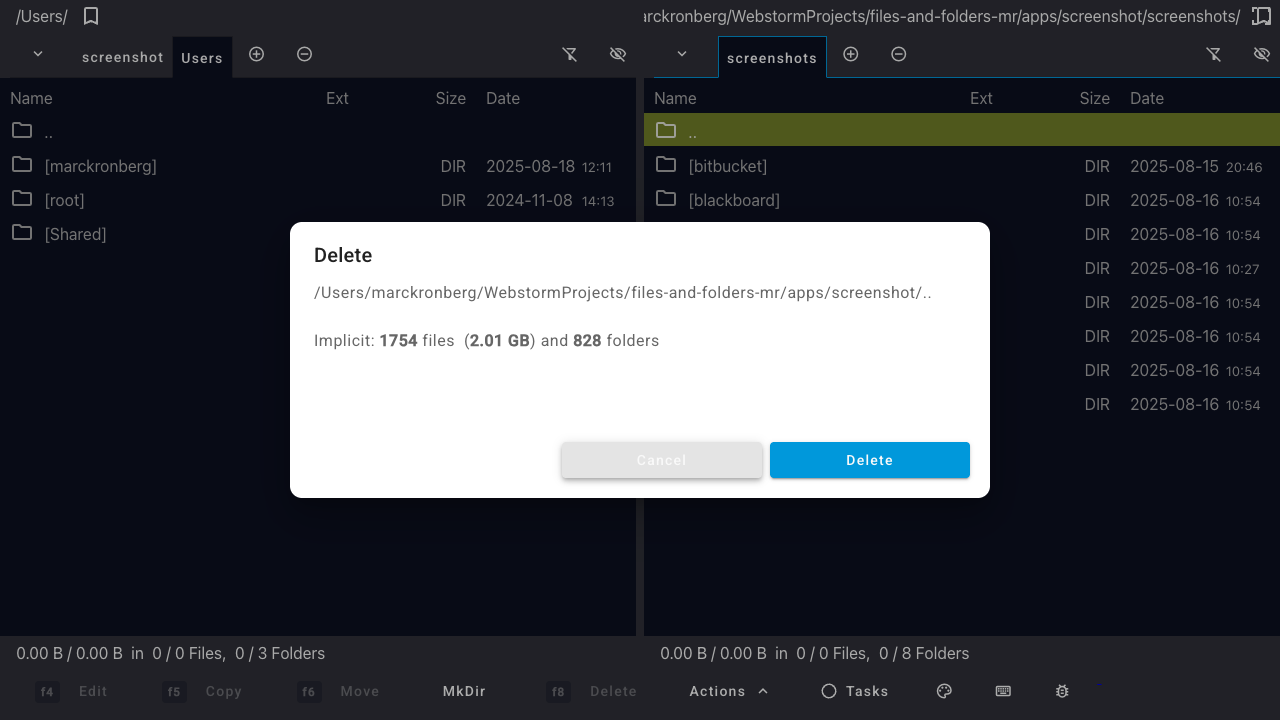 /Users/
arckronberg/WebstormProjects/files-and-folders-mr/apps/screenshot/screenshots/
screenshot Users
screenshots
Name Ext Size Date
Name Ext Size Date
..
..
[marckronberg] DIR 2025-08-18 12:11
[bitbucket] DIR 2025-08-15 20:46
[root] DIR 2024-11-08 14:13
[blackboard] DIR 2025-08-16 10:54
[Shared]
DIR 2025-08-16 10:54
DIR 2025-08-16 10:27
DIR 2025-08-16 10:54
DIR 2025-08-16 10:54
DIR 2025-08-16 10:54
DIR 2025-08-16 10:54
Delete
/Users/marckronberg/WebstormProjects/files-and-folders-mr/apps/screenshot/..
Implicit: 1754 files (2.01 GB) and 828 folders
Cancel Delete
0.00 B / 0.00 B in 0 / 0 Files, 0 / 3 Folders
0.00 B / 0.00 B in 0 / 0 Files, 0 / 8 Folders
f4 Edit f5 Copy f6 Move MkDir f8 Delete Actions Tasks